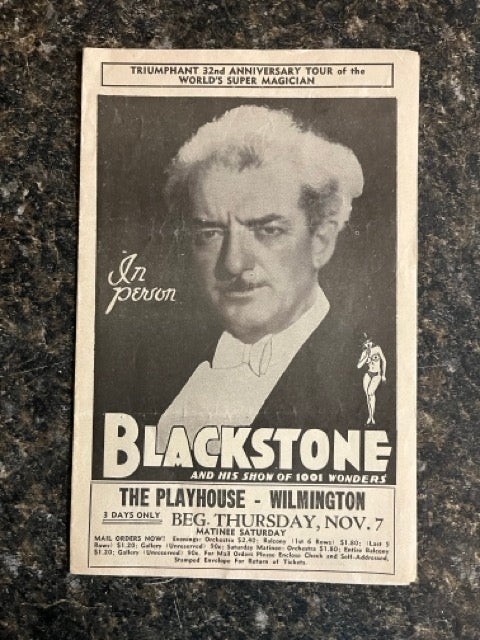 TRIUMPHANT 32nd ANNIVERSARY TOUR of the
WORLD'S SUPER MAGICIAN
In
person
BLACKSTONE
AND HIS SHOW OF 1001 WONDERS
THE PLAYHOUSE - WILMINGTON
3 DAYS ONLY BEG. THURSDAY, NOV. 7
MATINEE SATURDAY
MAIL ORDERS NOW! Evenings: Orchestra $2.40; Balcony (1st 6 Rows) $1.80; (Last 5
Rows) $1.20; Gallery (Unreserved) 90c; Saturday Matinee: Orchestra $1.80; Entire Balcony
$1.20; Gallery (Unreserved) 90c. For Mail Orders Please Enclose Check and Self-Addressed,
Stamped Envelope For Return of Tickets.